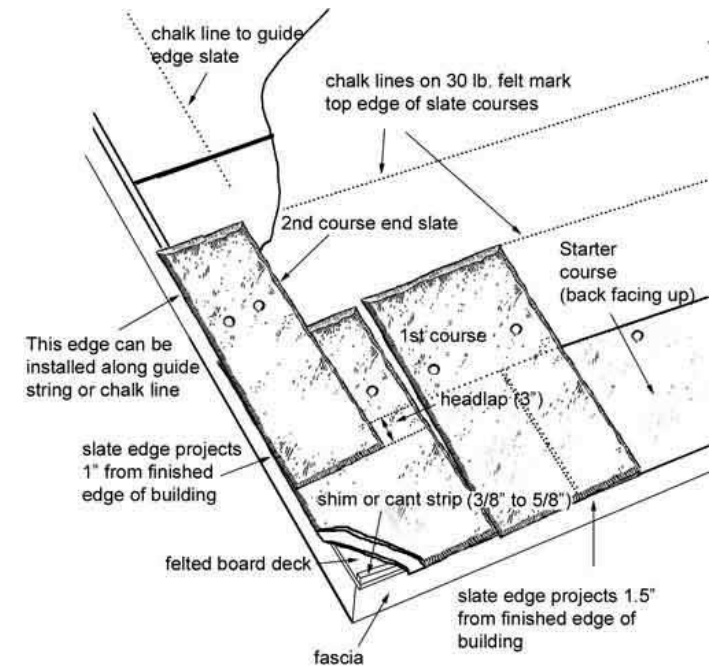 chalk line to guide
edge slate
chalk lines on 30 lb. felt mark
top edge of slate courses
2nd course end slate
Starter
course
(back facing up)
1st course
This edge can be
installed along guide
string or chalk line
headlap (3")
slate edge projects
1" from finished
edge of building
shim or cant strip (3/8" to 5/8")
felted board deck
slate edge projects 1.5"
from finished edge of
building
fascia